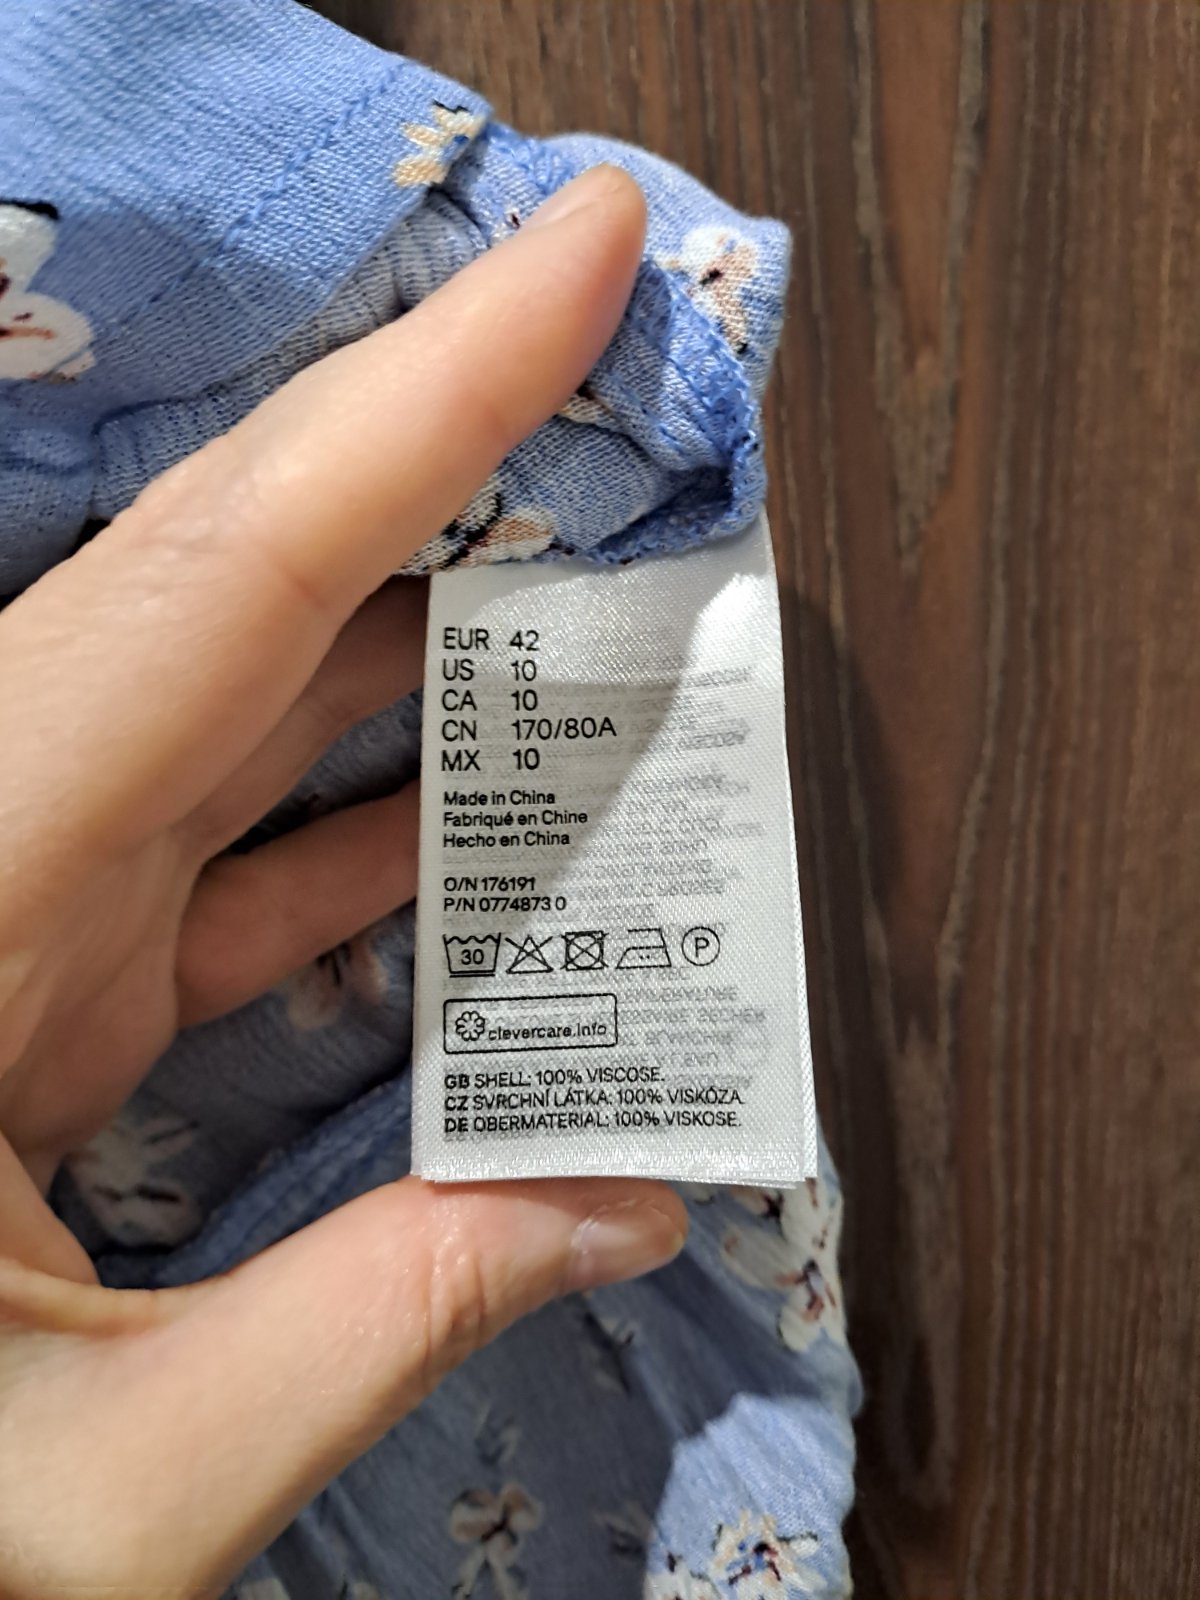 EUR 42
US 10
CA 10
CN 170/80A
MX 10
Made in China
Fabriqué en Chine
Hecho en China
O/N 176191
P/N 0774873 0
30 P
clevercare.info
GB SHELL: 100% VISCOSE.
CZ SVRCHNÍ LÁTKA: 100% VISKÓZA.
DE OBERMATERIAL: 100% VISKOSE.